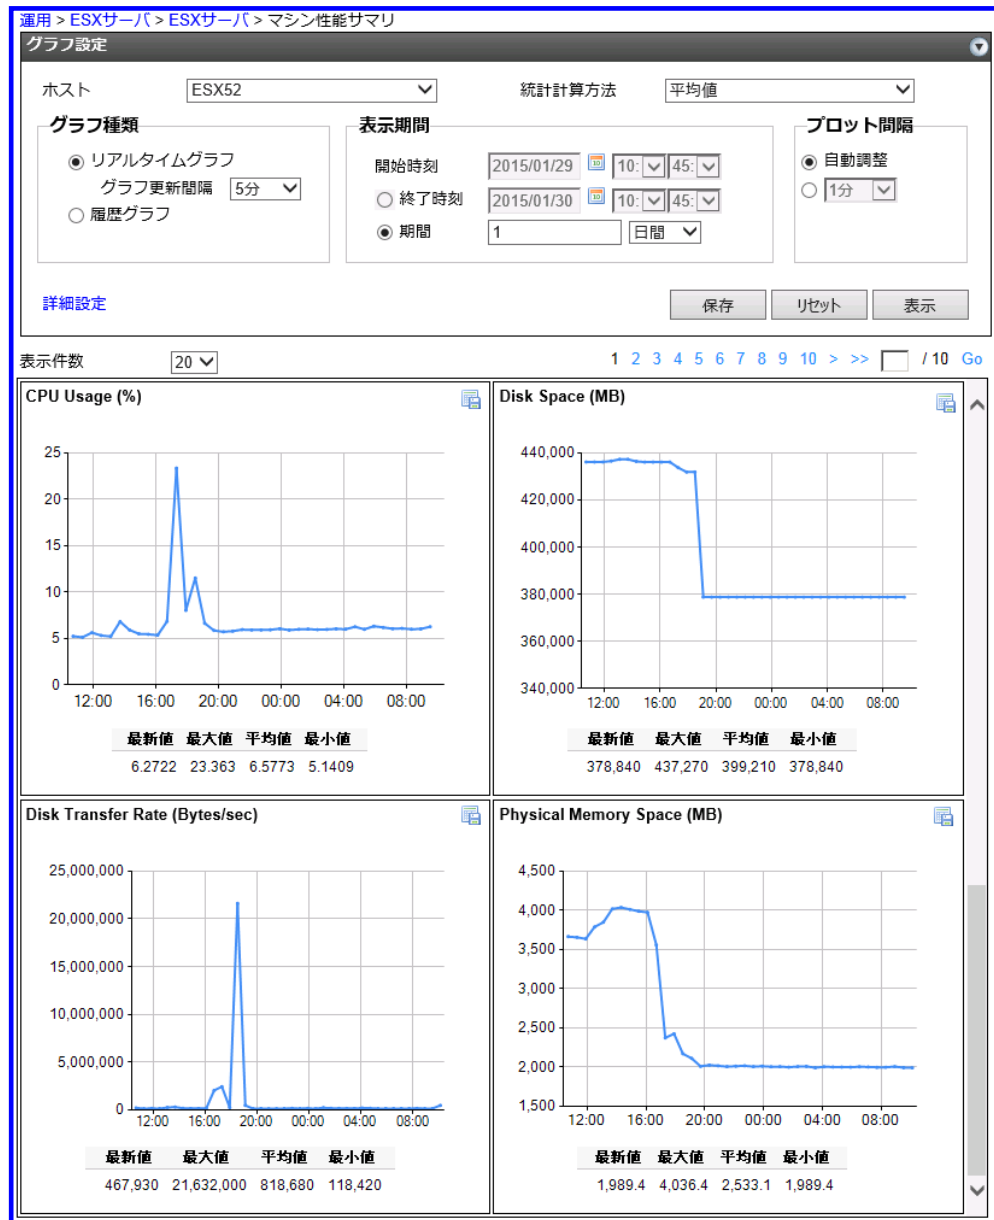 運用 > ESXサーバ > ESXサーバ > マシン性能サマリ
グラフ設定
ホスト ESX52 統計計算方法 平均値
グラフ種類
リアルタイムグラフ
グラフ更新間隔 5分
履歴グラフ
表示期間
開始時刻 2015/01/29 10: 45:
終了時刻 2015/01/30 10: 45:
期間 1 日間
プロット間隔
自動調整
1分
詳細設定 保存 リセット 表示
表示件数 20 1 2 3 4 5 6 7 8 9 10 > >> / 10 Go
CPU Usage (%)
25
20
15
10
5
0
12:00 16:00 20:00 00:00 04:00 08:00
最新値 最大値 平均値 最小値
6.2722 23.363 6.5773 5.1409
Disk Space (MB)
440,000
420,000
400,000
380,000
360,000
340,000
12:00 16:00 20:00 00:00 04:00 08:00
最新値 最大値 平均値 最小値
378,840 437,270 399,210 378,840
Disk Transfer Rate (Bytes/sec)
25,000,000
20,000,000
15,000,000
10,000,000
5,000,000
0
12:00 16:00 20:00 00:00 04:00 08:00
最新値 最大値 平均値 最小値
467,930 21,632,000 818,680 118,420
Physical Memory Space (MB)
4,500
4,000
3,500
3,000
2,500
2,000
1,500
12:00 16:00 20:00 00:00 04:00 08:00
最新値 最大値 平均値 最小値
1,989.4 4,036.4 2,533.1 1,989.4